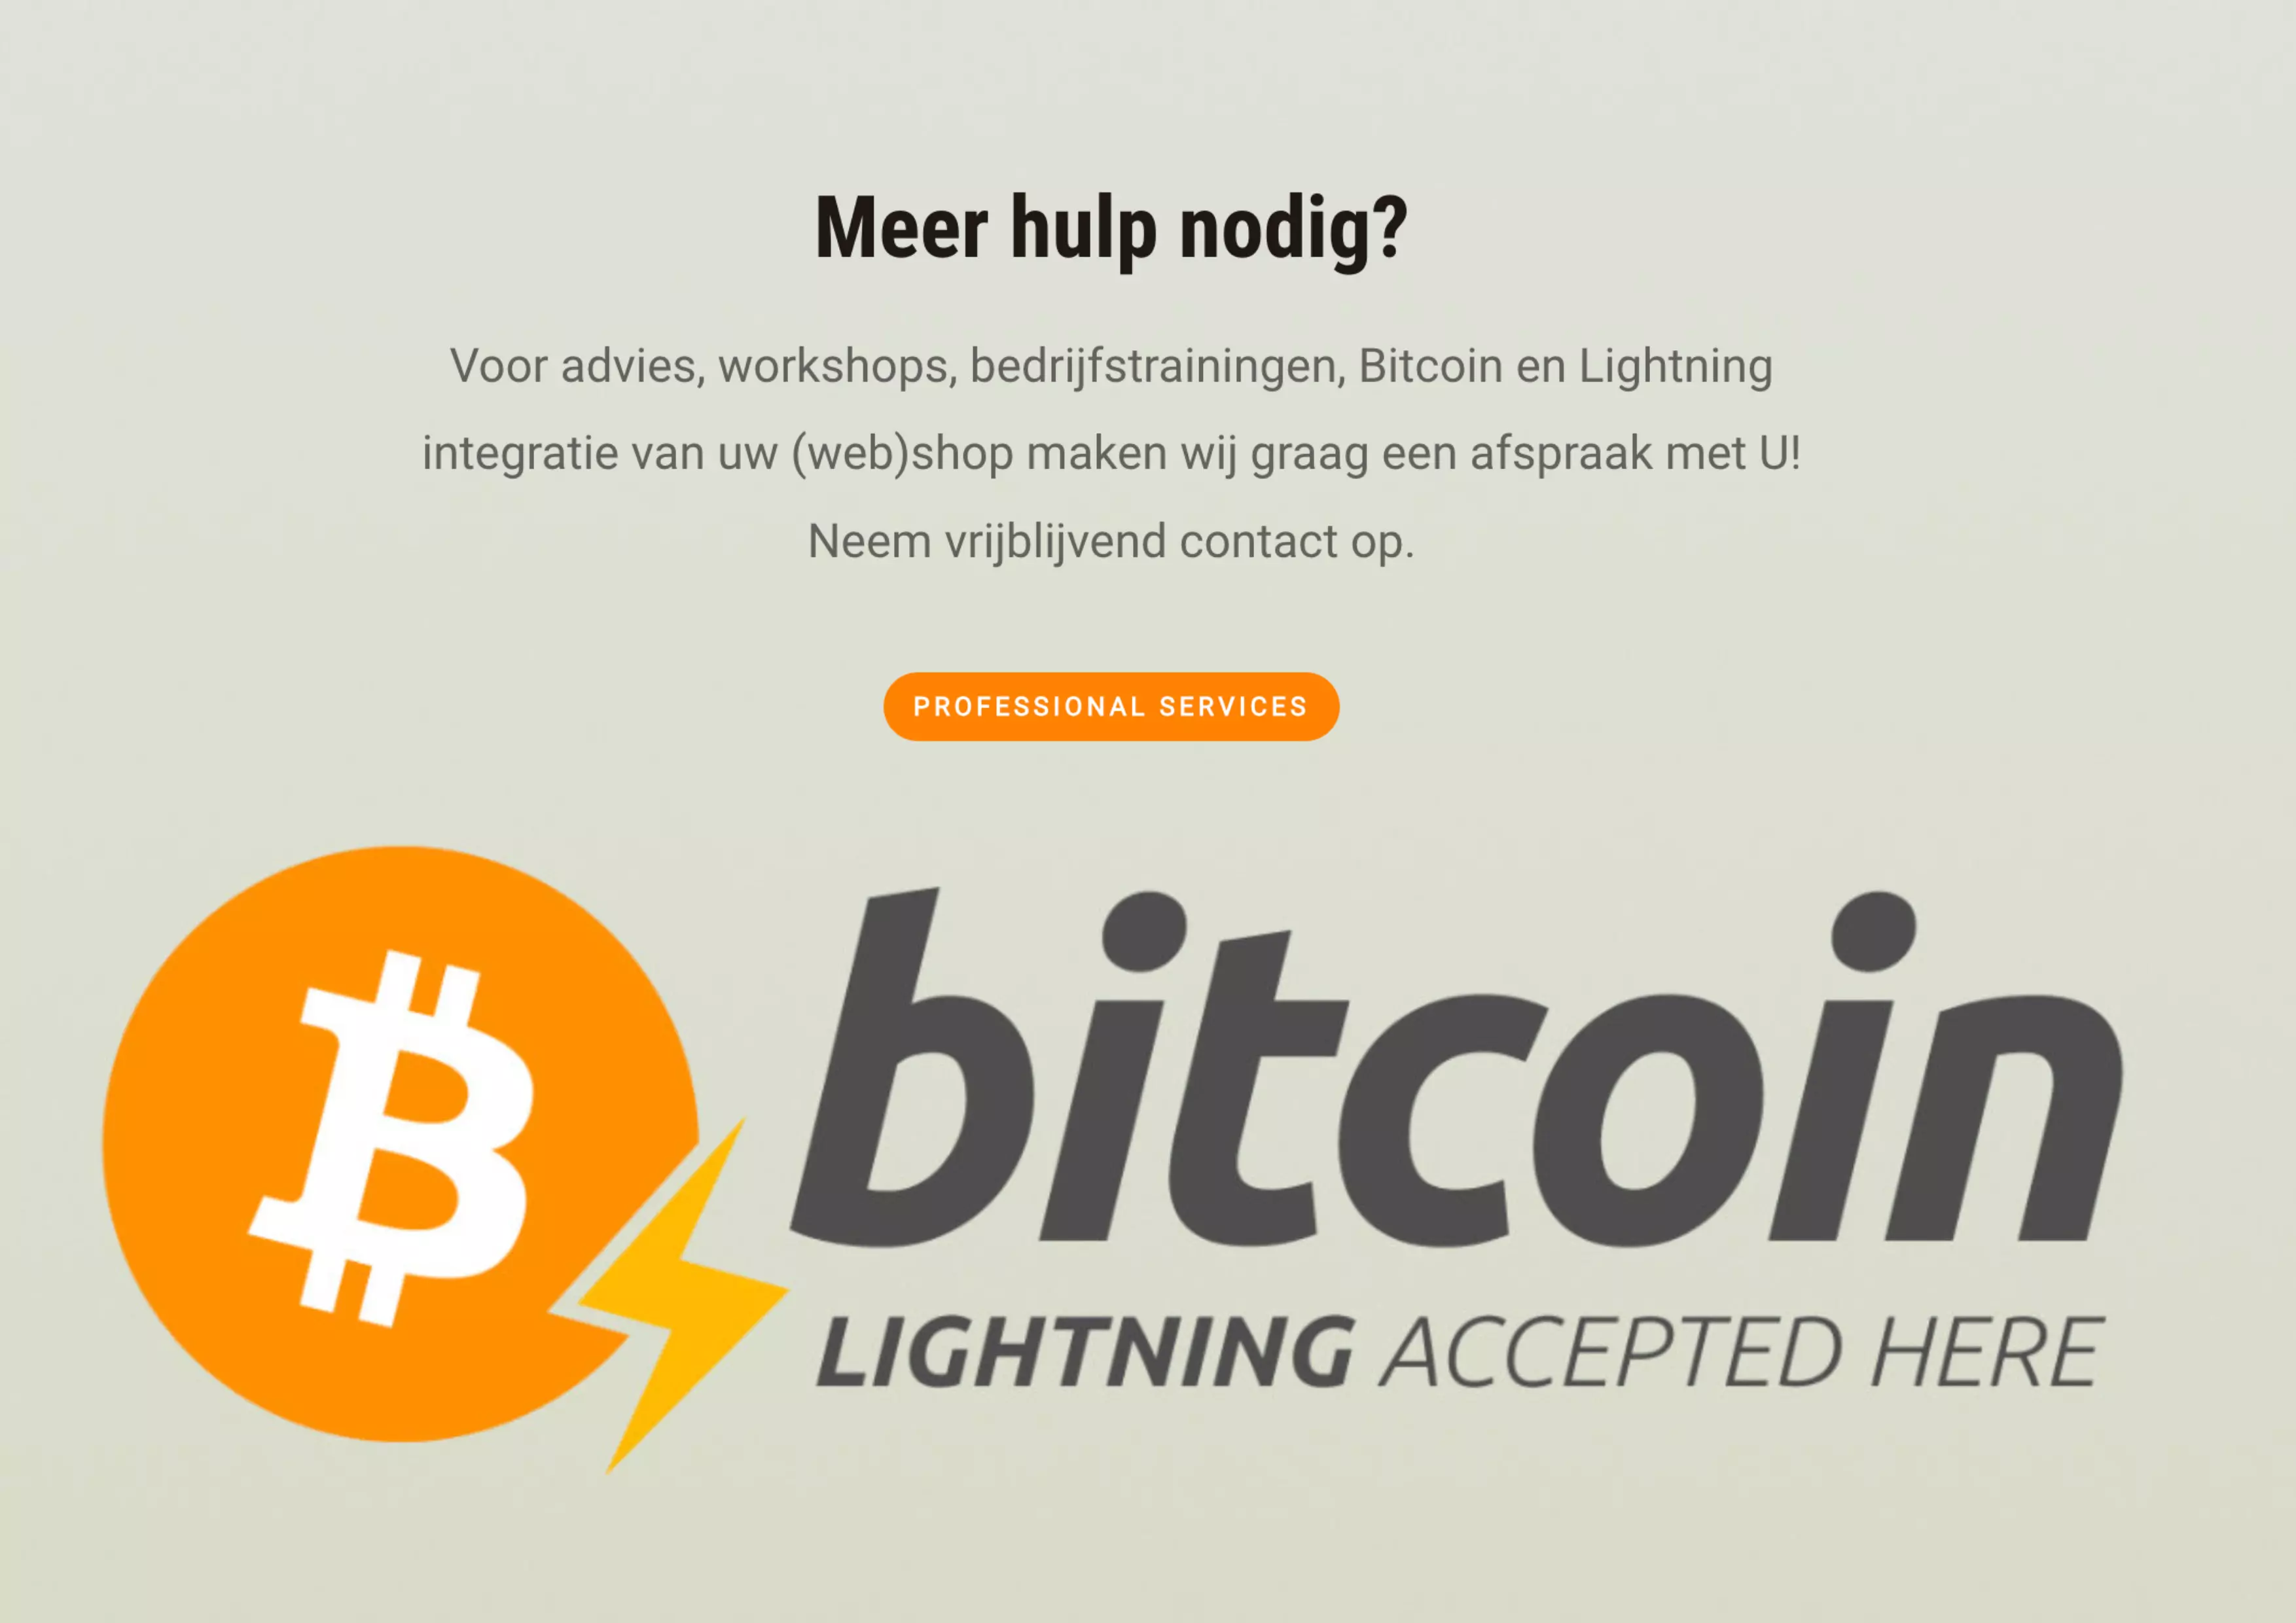 Meer hulp nodig?
Voor advies, workshops, bedrijfstrainingen, Bitcoin en Lightning
integratie van uw (web)shop maken wij graag een afspraak met U!
Neem vrijblijvend contact op.
PROFESSIONAL SERVICES
bitcoin
LIGHTNING ACCEPTED HERE